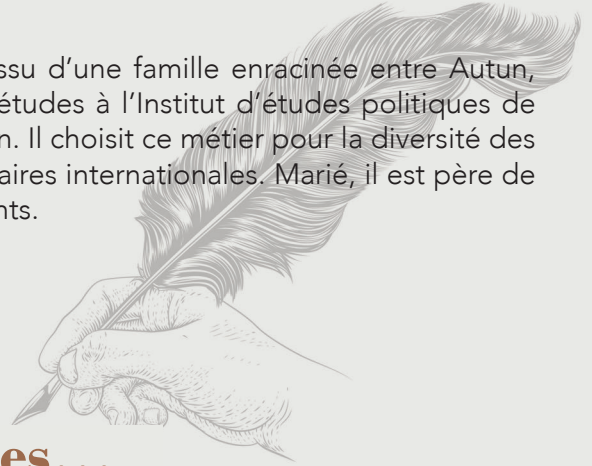 ssu d’une famille enracinée entre Autun,
études à l’Institut d’études politiques de
n. Il choisit ce métier pour la diversité des
aires internationales. Marié, il est père de
nts.
es...